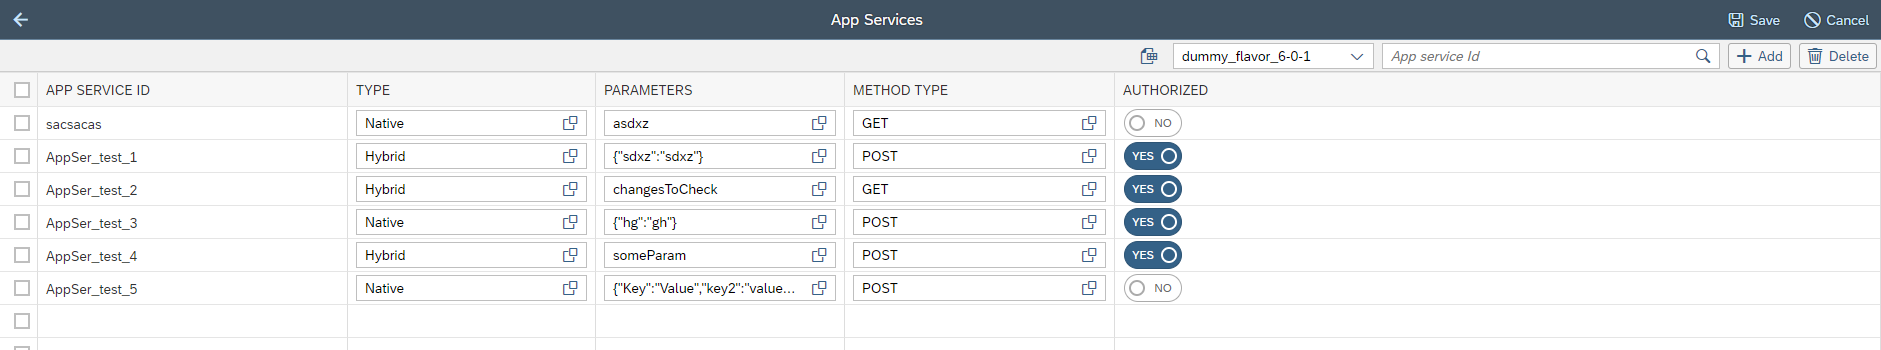 App Services Save Cancel
dummy_flavor_6-0-1 App service Id Add Delete
APP SERVICE ID TYPE PARAMETERS METHOD TYPE AUTHORIZED
sacsacas Native asdxz GET NO
AppSer_test_1 Hybrid {"sdxz":"sdxz"} POST YES
AppSer_test_2 Hybrid changesToCheck GET YES
AppSer_test_3 Native {"hg":"gh"} POST YES
AppSer_test_4 Hybrid someParam POST YES
AppSer_test_5 Native {"Key":"Value","key2":"value... POST NO